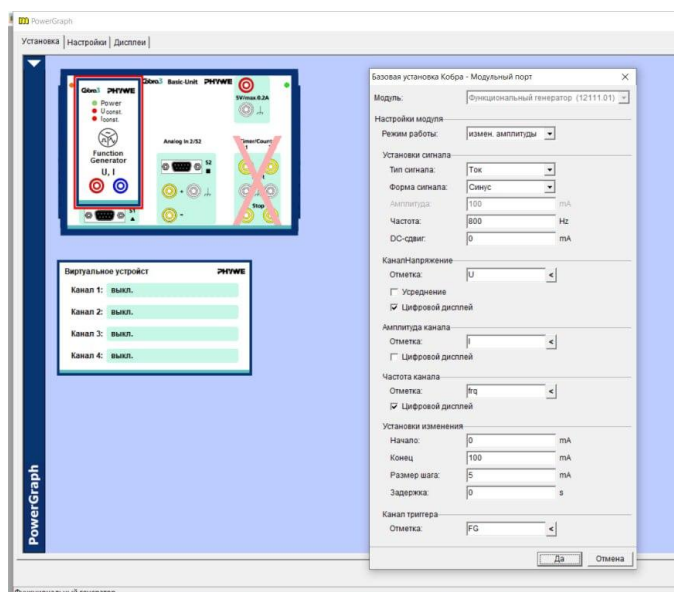 PowerGraph
Установка Настройки Дисплеи
Cobra3 Basic-Unit PHYWE
Cobra3 PHYWE
Power
U const.
I const.
Function
Generator
U, I
5V/max.0.2A
Analog In 2/S2
S2
S1
Stop
Виртуальное устройст PHYWE
Канал 1: выкл.
Канал 2: выкл.
Канал 3: выкл.
Канал 4: выкл.
PowerGraph
Базовая установка Кобра - Модульный порт
Модуль: Функциональный генератор (12111.01)
Настройки модуля
Режим работы: измен. амплитуды
Установки сигнала
Тип сигнала: Ток
Форма сигнала: Синус
Амплитуда: 100 mA
Частота: 800 Hz
DC-сдвиг: 0 mA
КаналНапряжение
Отметка: U <
Усреднение
Цифровой дисплей
Амплитуда канала
Отметка: I <
Цифровой дисплей
Частота канала
Отметка: frq <
Цифровой дисплей
Установки изменения
Начало: 0 mA
Конец 100 mA
Размер шага: 5 mA
Задержка: 0 s
Канал триггера
Отметка: FG <
Да Отмена